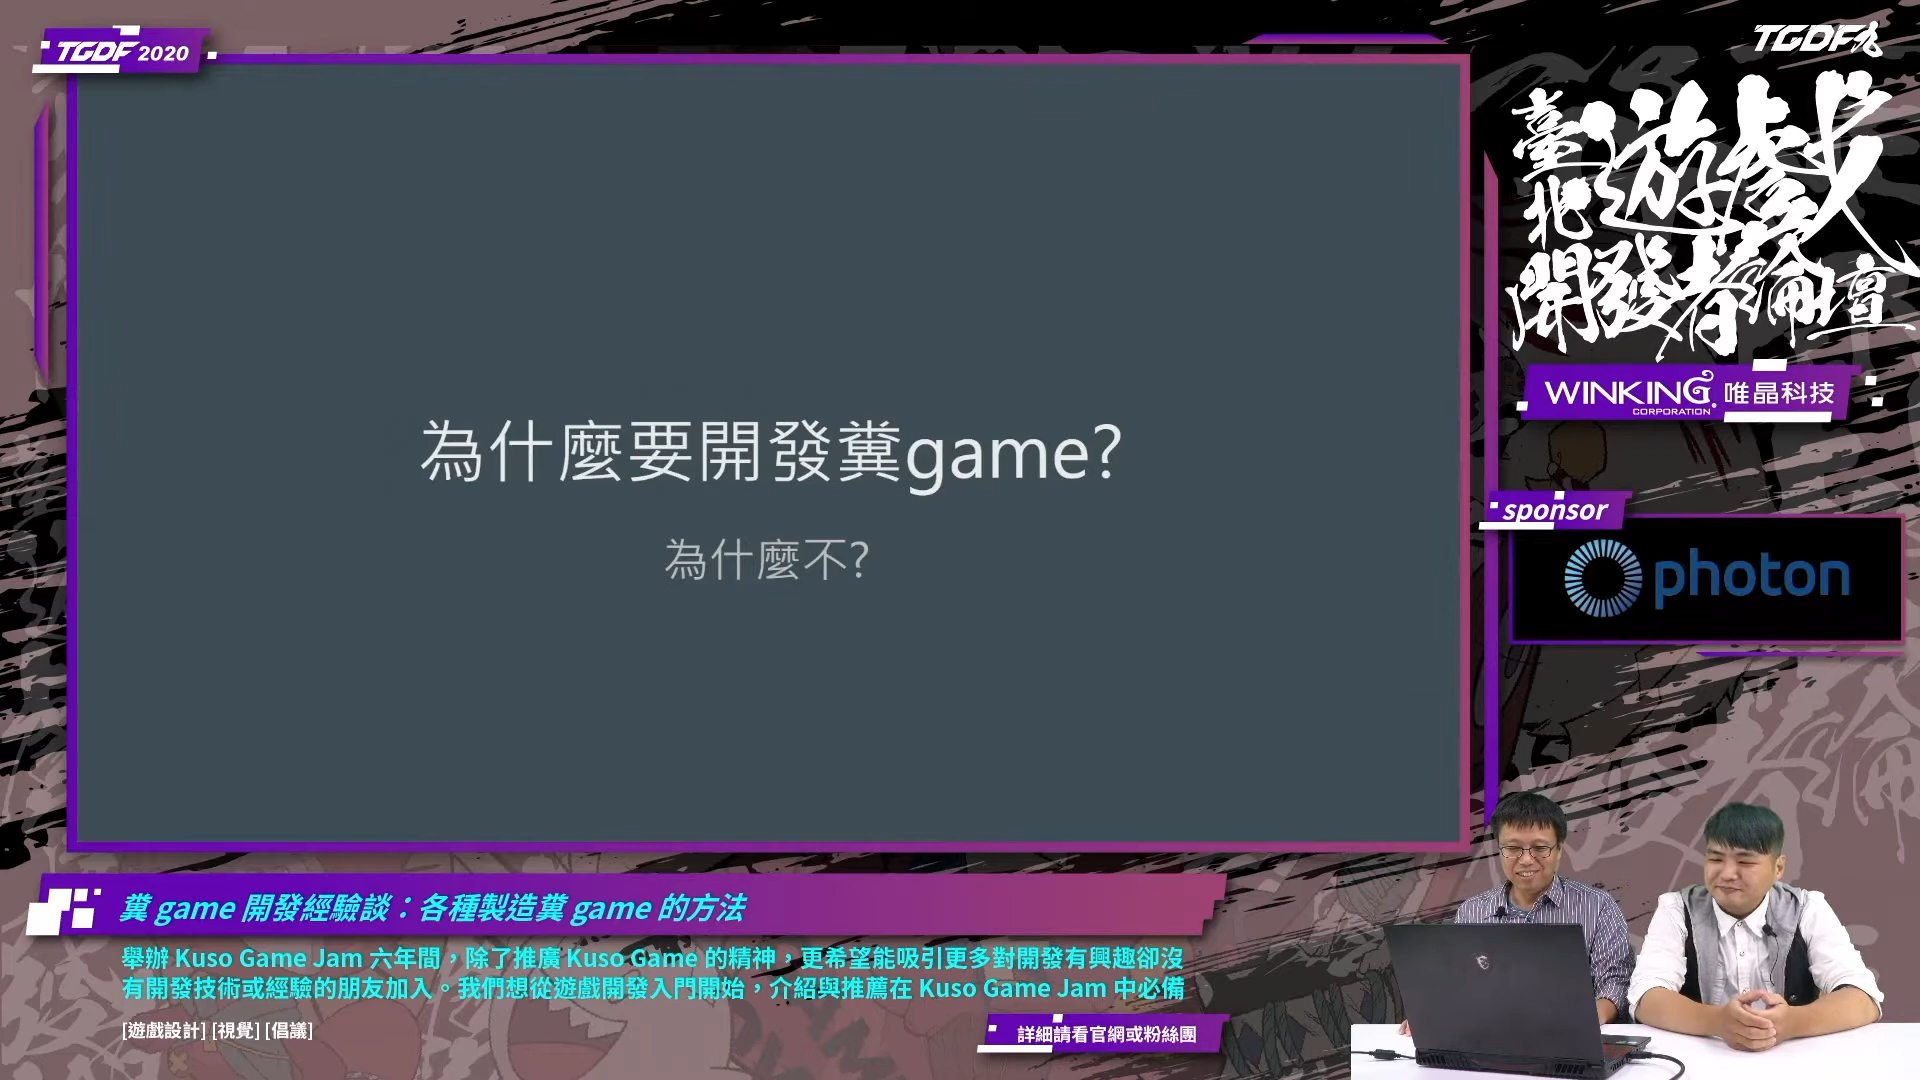 TGDF 2020
TGDF九
臺北遊戲
開發者論壇
WINKING 唯晶科技
CORPORATION
為什麼要開發糞game?
為什麼不?
sponsor
photon
糞 game 開發經驗談：各種製造糞 game 的方法
舉辦 Kuso Game Jam 六年間，除了推廣 Kuso Game 的精神，更希望能吸引更多對開發有興趣卻沒
有開發技術或經驗的朋友加入。我們想從遊戲開發入門開始，介紹與推薦在 Kuso Game Jam 中必備
[遊戲設計] [視覺] [倡議]
詳細請看官網或粉絲團